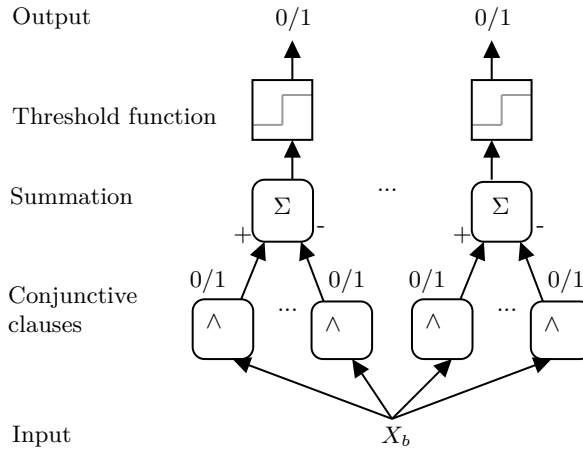 Output 0/1 0/1
Threshold function
Summation Σ ... Σ
+ - + -
0/1 0/1 0/1 0/1
Conjunctive
clauses
∧ ... ∧ ∧ ... ∧
Input X_b